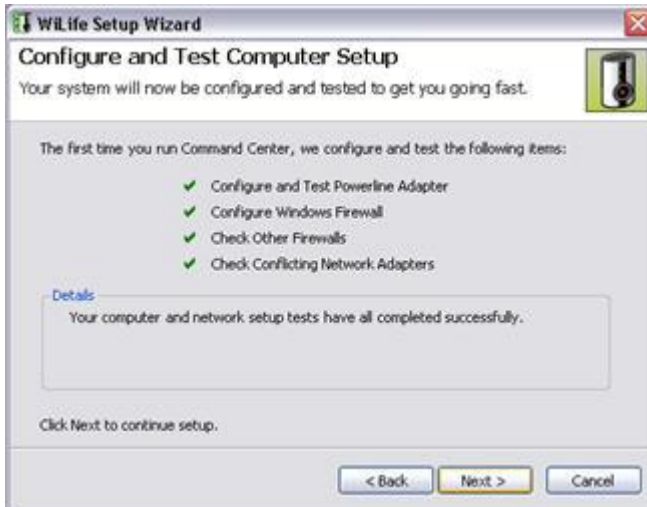 WiLife Setup Wizard
Configure and Test Computer Setup
Your system will now be configured and tested to get you going fast.
The first time you run Command Center, we configure and test the following items:
Configure and Test Powerline Adapter
Configure Windows Firewall
Check Other Firewalls
Check Conflicting Network Adapters
Details
Your computer and network setup tests have all completed successfully.
Click Next to continue setup.
< Back Next > Cancel